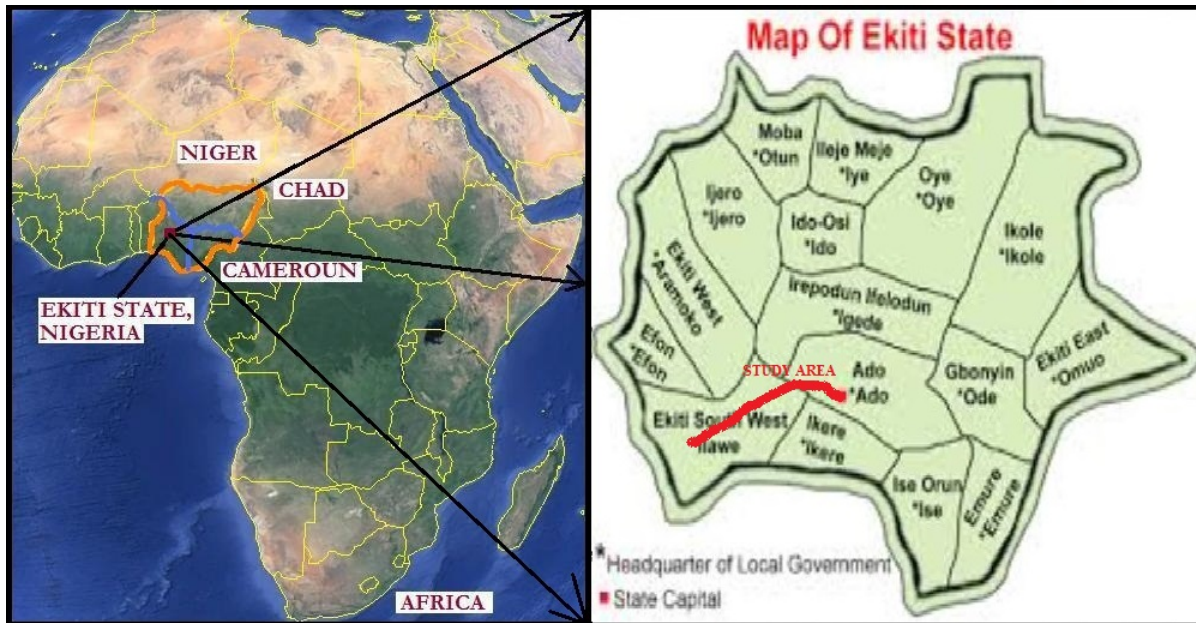 NIGER
CHAD
CAMEROUN
EKITI STATE,
NIGERIA
AFRICA
Map Of Ekiti State
Moba
*Otun
Ileje Meje
*Iye
Oye
*Oye
Ijero
*Ijero
Ido-Osi
*Ido
Ikole
*Ikole
Ekiti West
*Aramoko
Irepodun Ifelodun
*Igede
Efon
*Efon
STUDY AREA
Ado
*Ado
Gbonyin
*Ode
Ekiti East
*Omuo
Ekiti South West
Ilawe
Ikere
*Ikere
Ise Orun
*Ise
Emure
*Emure
*Headquarter of Local Government
State Capital